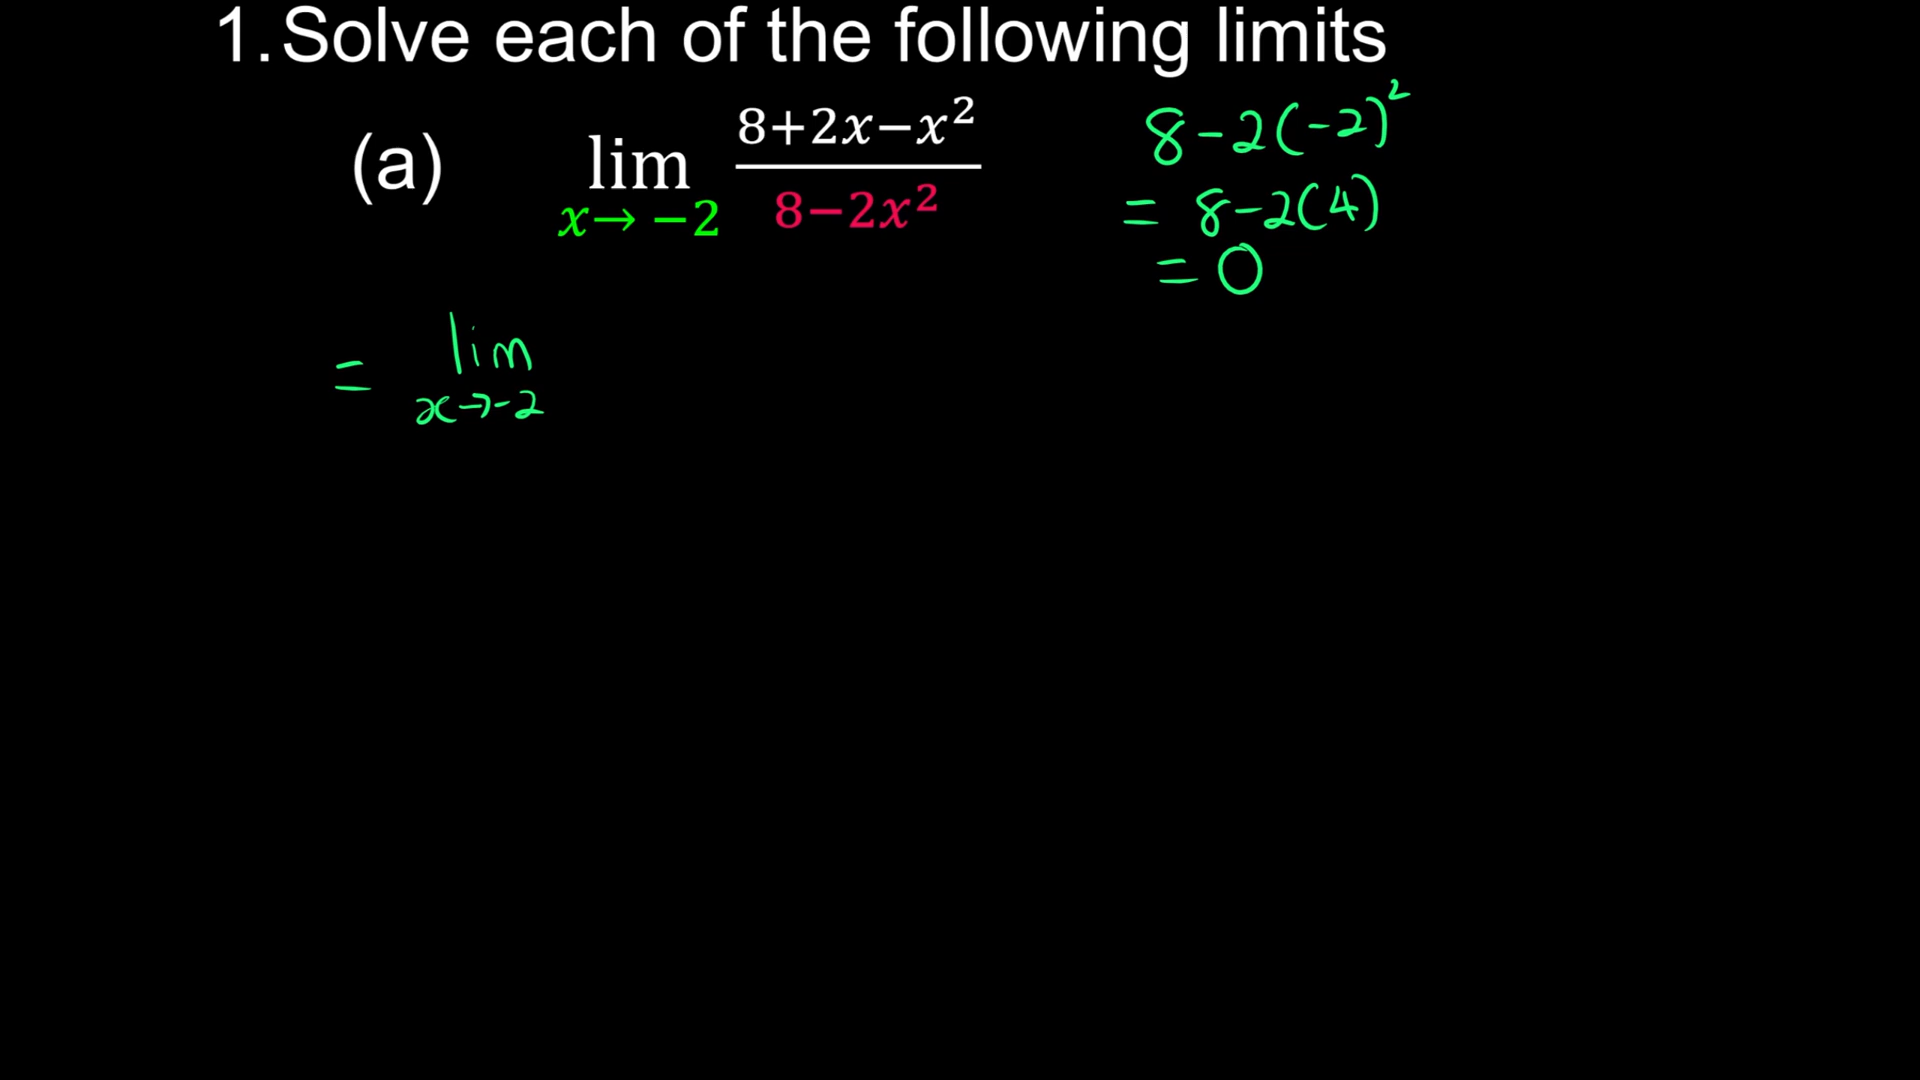 1. Solve each of the following limits
(a) lim x→ −2 8+2x−x² / 8−2x²
8-2(-2)²
= 8-2(4)
= 0
= lim x→-2